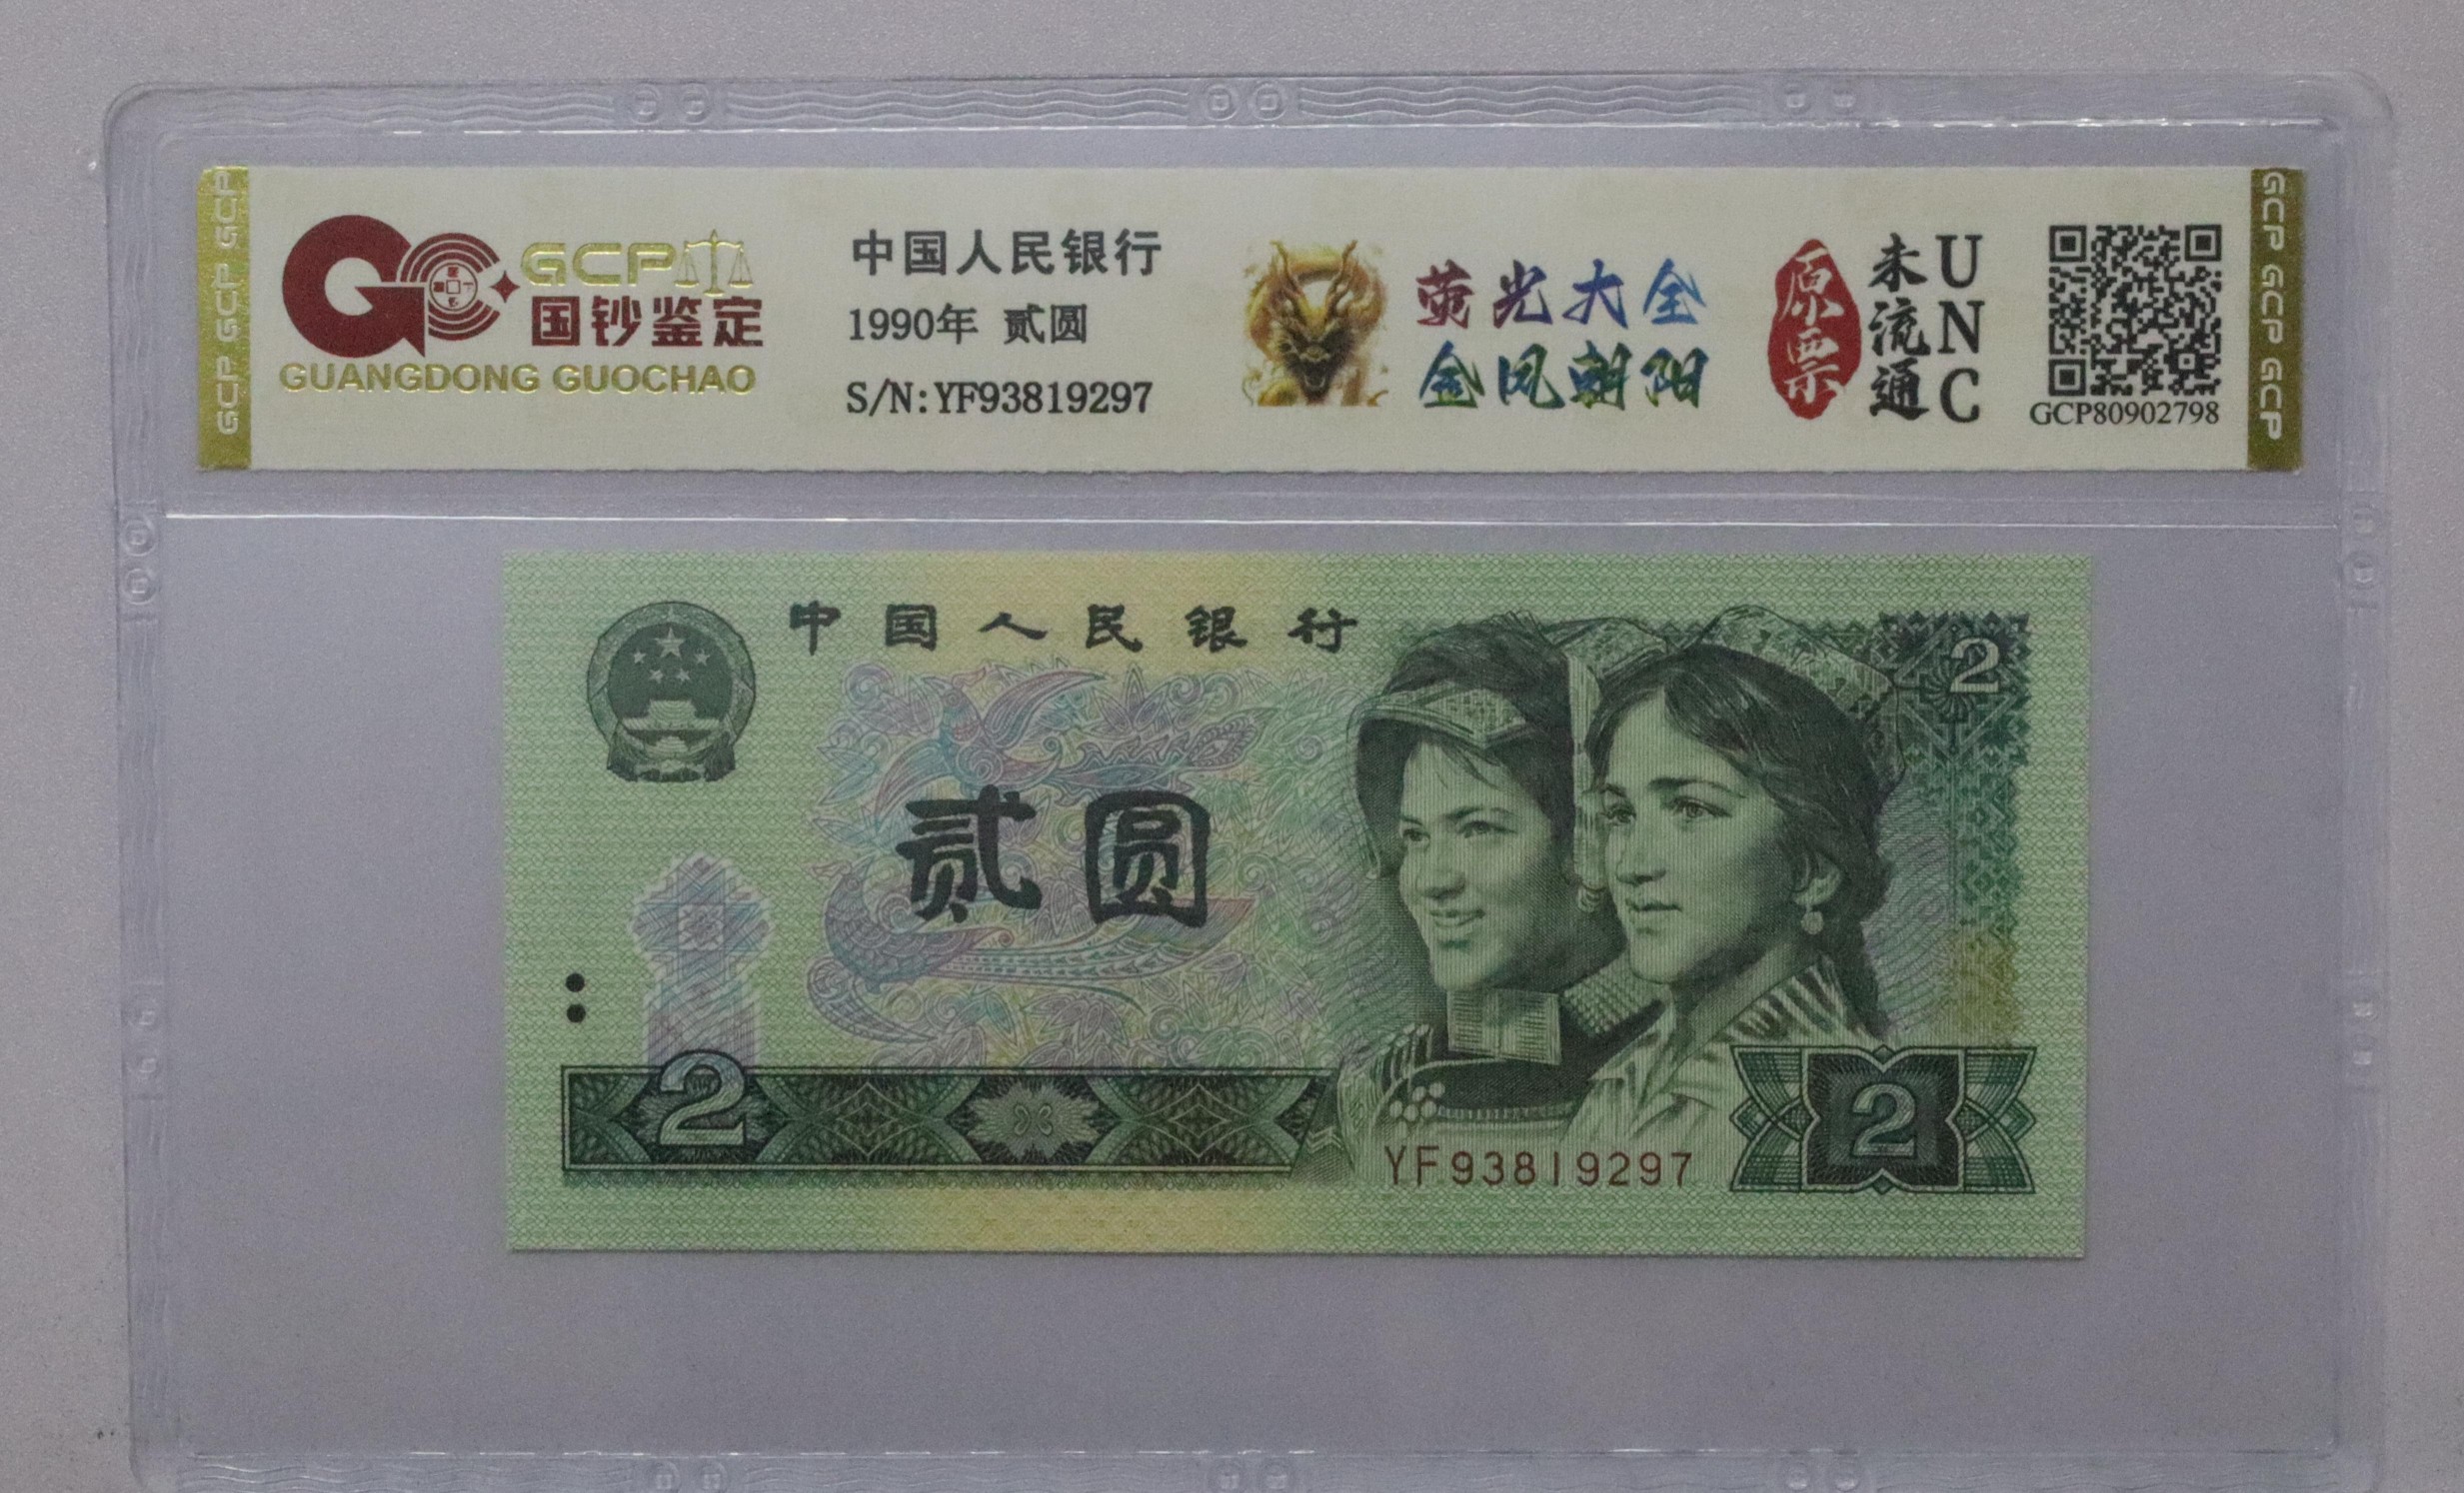 GCP GCP GCP
GCP
国钞鉴定
GUANGDONG GUOCHAO
中国人民银行
1990年 贰圆
S/N:YF93819297
荧光大全
金凤朝阳
原票
未流通
UNC
GCP80902798
GCP GCP GCP
中国人民银行
2
贰圆
2
YF93819297
2